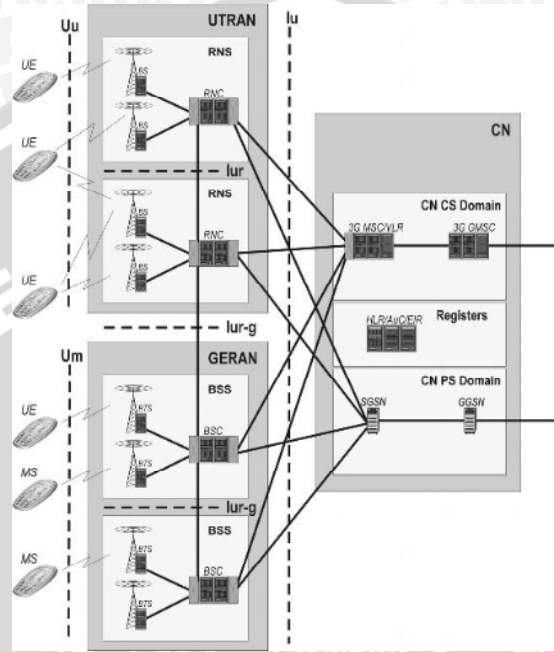 UTRAN
Iu
Uu
RNS
UE
BS
RNC
BS
UE
CN
Iur
RNS
CN CS Domain
BS
RNC
3G MSC/VLR
3G GMSC
BS
UE
Registers
HLR/AuC/EIR
Iur-g
Um
GERAN
CN PS Domain
BSS
SGSN
GGSN
UE
BTS
BSC
BTS
MS
Iur-g
BSS
MS
BTS
BSC
BTS